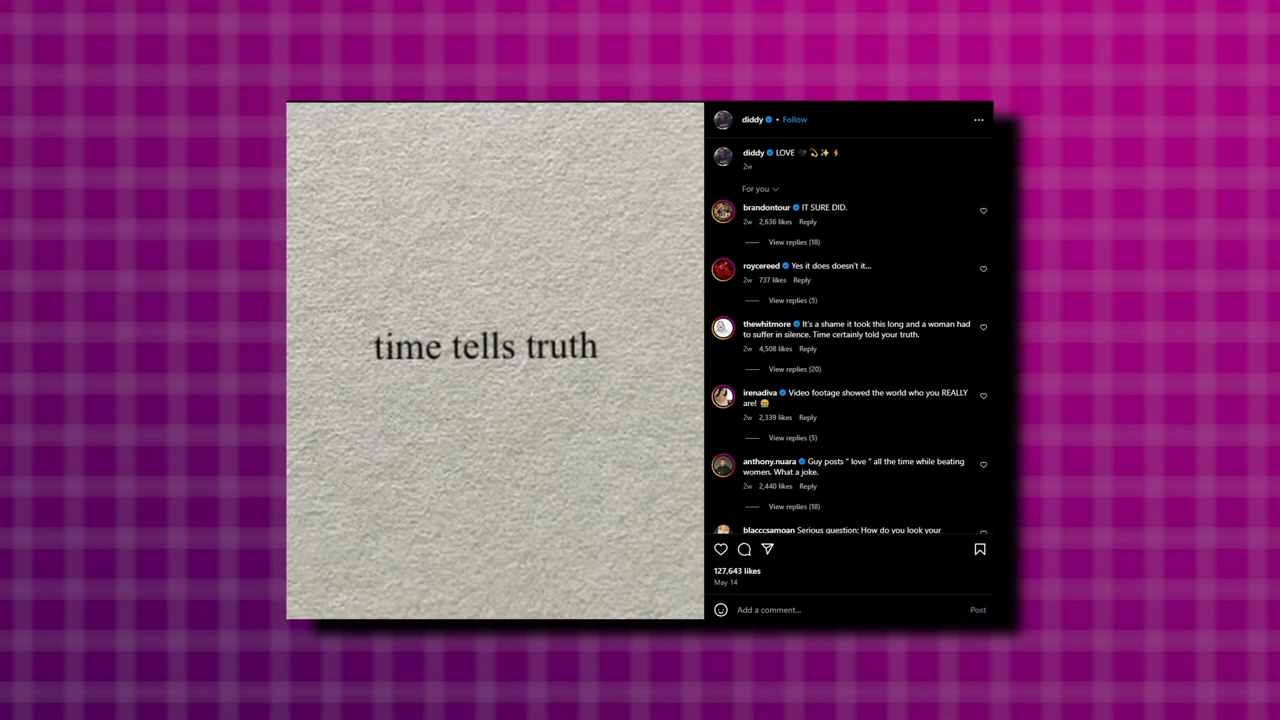 time tells truth
diddy • Follow
diddy LOVE 🖤 💫 ✨ ⚡
2w
For you
brandontour IT SURE DID.
2w 2,636 likes Reply
View replies (18)
roycereed Yes it does doesn't it...
2w 737 likes Reply
View replies (5)
thewhitmore It's a shame it took this long and a woman had
to suffer in silence. Time certainly told your truth.
2w 4,508 likes Reply
View replies (20)
irenadiva Video footage showed the world who you REALLY
are! 🤮
2w 2,339 likes Reply
View replies (5)
anthony.nuara Guy posts " love " all the time while beating
women. What a joke.
2w 2,440 likes Reply
View replies (18)
blacccsamoan Serious question: How do you look your
127,643 likes
May 14
Add a comment...
Post